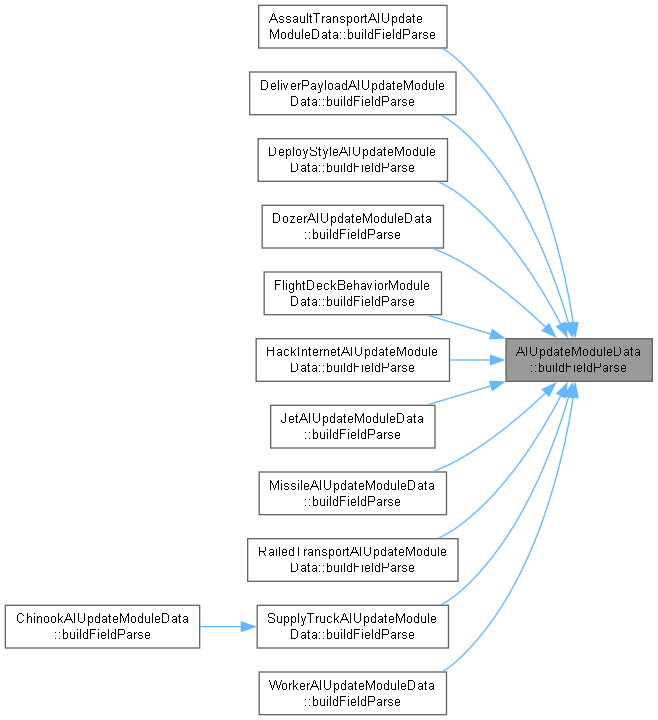 AssaultTransportAIUpdate
ModuleData::buildFieldParse
DeliverPayloadAIUpdateModule
Data::buildFieldParse
DeployStyleAIUpdateModule
Data::buildFieldParse
DozerAIUpdateModuleData
::buildFieldParse
FlightDeckBehaviorModule
Data::buildFieldParse
HackInternetAIUpdateModule
Data::buildFieldParse
AIUpdateModuleData
::buildFieldParse
JetAIUpdateModuleData
::buildFieldParse
MissileAIUpdateModuleData
::buildFieldParse
RailedTransportAIUpdateModule
Data::buildFieldParse
ChinookAIUpdateModuleData
::buildFieldParse
SupplyTruckAIUpdateModule
Data::buildFieldParse
WorkerAIUpdateModuleData
::buildFieldParse